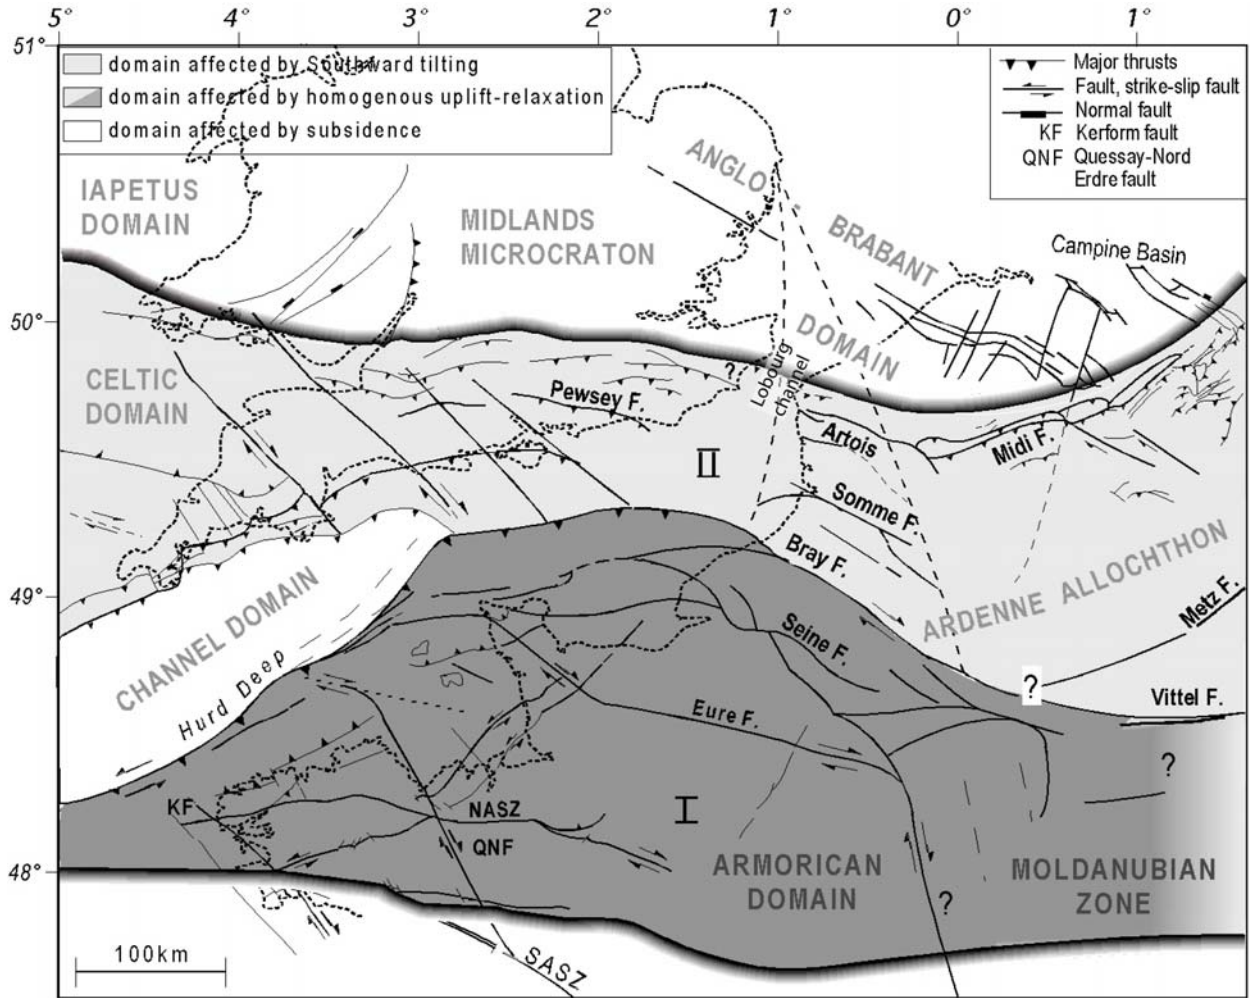 5° 4° 3° 2° 1° 0° 1°
51°
domain affected by Southward tilting
domain affected by homogenous uplift-relaxation
domain affected by subsidence
Major thrusts
Fault, strike-slip fault
Normal fault
KF Kerform fault
QNF Quessay-Nord
Erdre fault
IAPETUS
DOMAIN
MIDLANDS
MICROCRATON
ANGLO -
BRABANT
DOMAIN
Campine Basin
50°
CELTIC
DOMAIN
Pewsey F.
?
Lobourg
channel
Artois
Midi F.
II
Somme F.
Bray F.
ARDENNE ALLOCHTHON
Metz F.
49°
CHANNEL DOMAIN
Hurd Deep
Seine F.
Eure F.
?
Vittel F.
?
KF
NASZ
QNF
I
48°
ARMORICAN
DOMAIN
MOLDANUBIAN
ZONE
?
SASZ
100km